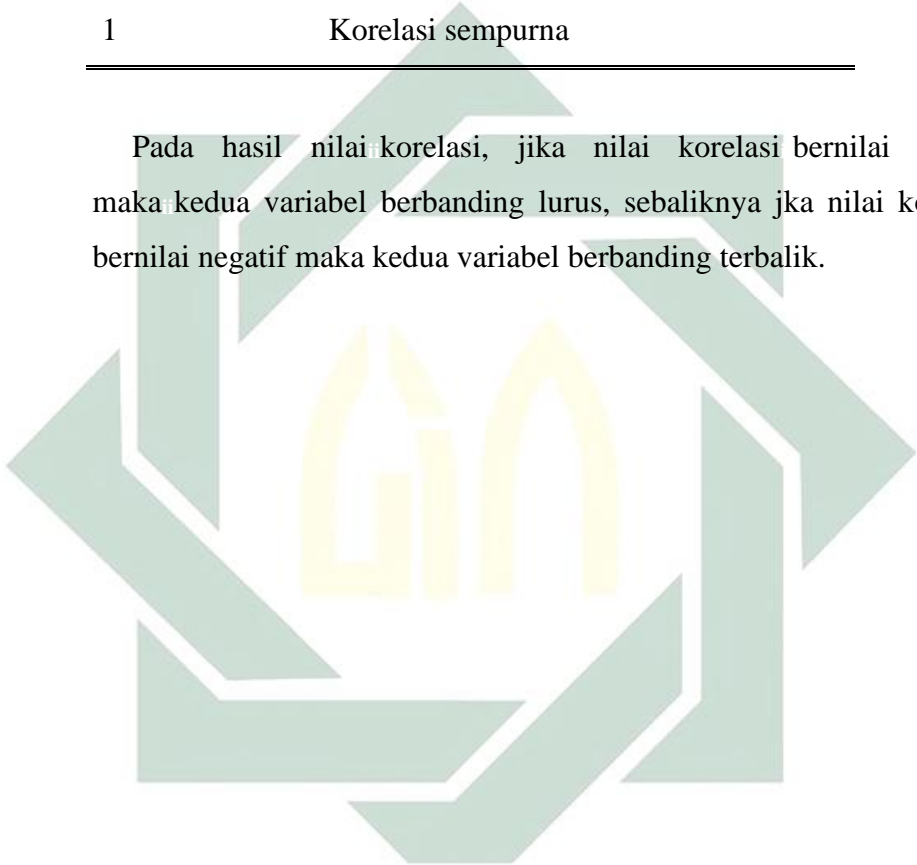 1 Korelasi sempurna
Pada hasil nilai korelasi, jika nilai korelasi bernilai
maka kedua variabel berbanding lurus, sebaliknya jka nilai
bernilai negatif maka kedua variabel berbanding terbalik.